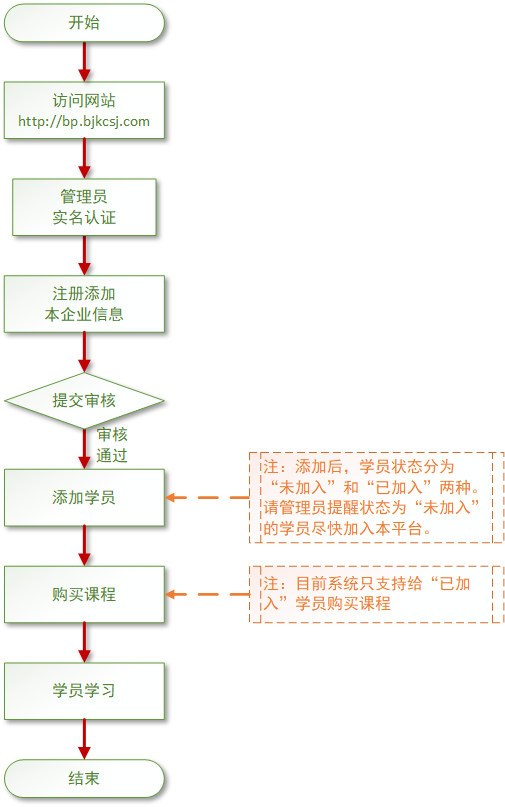 开始
访问网站
http://bp.bjkcsj.com
管理员
实名认证
注册添加
本企业信息
提交审核
审核
通过
添加学员
注：添加后，学员状态分为
“未加入”和“已加入”两种。
请管理员提醒状态为“未加入”
的学员尽快加入本平台。
购买课程
注：目前系统只支持给“已加
入”学员购买课程
学员学习
结束